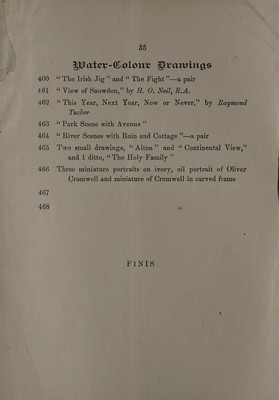 35
Water-Colour Drawings
460 "The Irish Jig" and "The Fight"—a pair
461 "View of Snowdon," by H. O. Neil, R.A.
462 "This Year, Next Year, Now or Never," by Raymond
Tucker
463 "Park Scene with Avenue"
464 "River Scenes with Ruin and Cottage"—a pair
465 Two small drawings, "Alton" and "Continental View,"
and 1 ditto, "The Holy Family"
466 Three miniature portraits on ivory, oil portrait of Oliver
Cromwell and miniature of Cromwell in carved frame
467
468
FINIS.